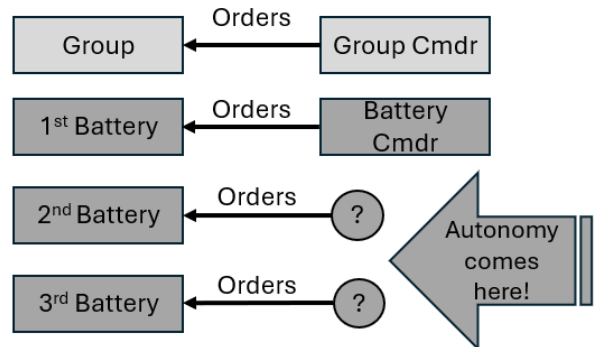 Orders
Group
Group Cmdr
Orders
1st Battery
Battery
Cmdr
Orders
2nd Battery
?
Autonomy
comes
here!
Orders
3rd Battery
?